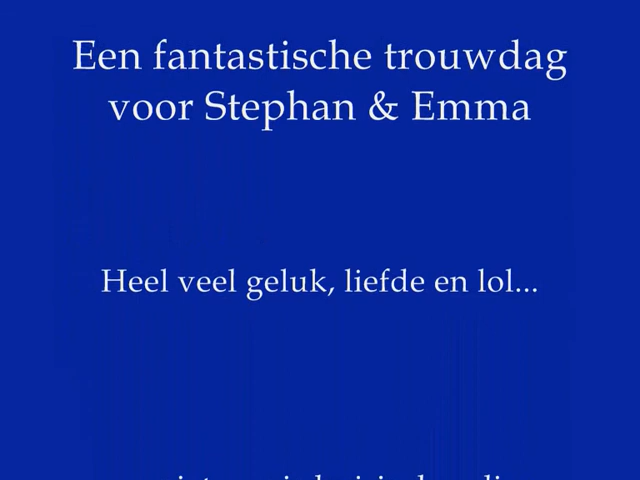 Een fantastische trouwdag
voor Stephan & Emma
Heel veel geluk, liefde en lol...